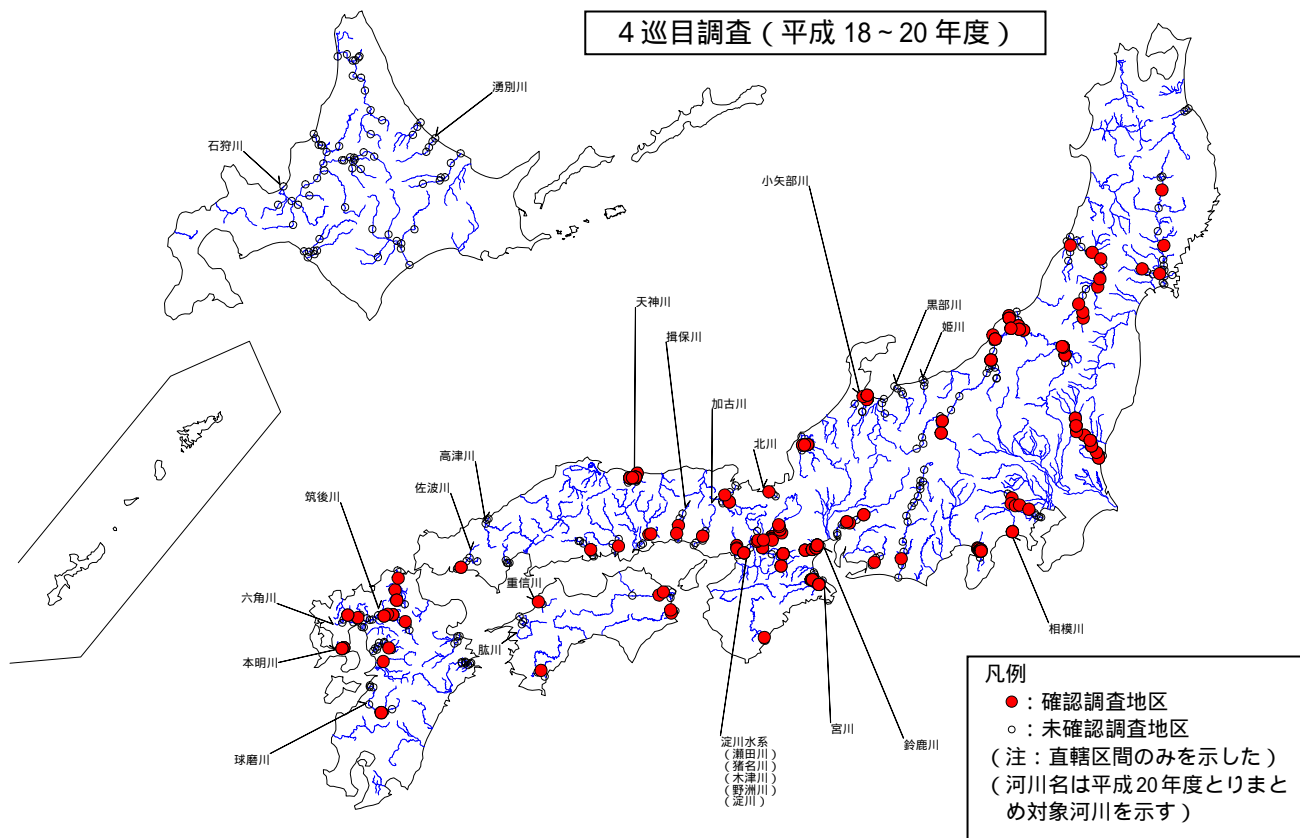 4巡目調査(平成18~20年度)
湧別川
石狩川
小矢部川
黒部川
姫川
天神川
揖保川
加古川
北川
高津川
佐波川
筑後川
重信川
六角川
肱川
本明川
球磨川
相模川
宮川
鈴鹿川
淀川水系
(瀬田川)
(猪名川)
(木津川)
(野洲川)
(淀川)
凡例
●:確認調査地区
○:未確認調査地区
(注:直轄区間のみを示した)
(河川名は平成20年度とりまと
め対象河川を示す)